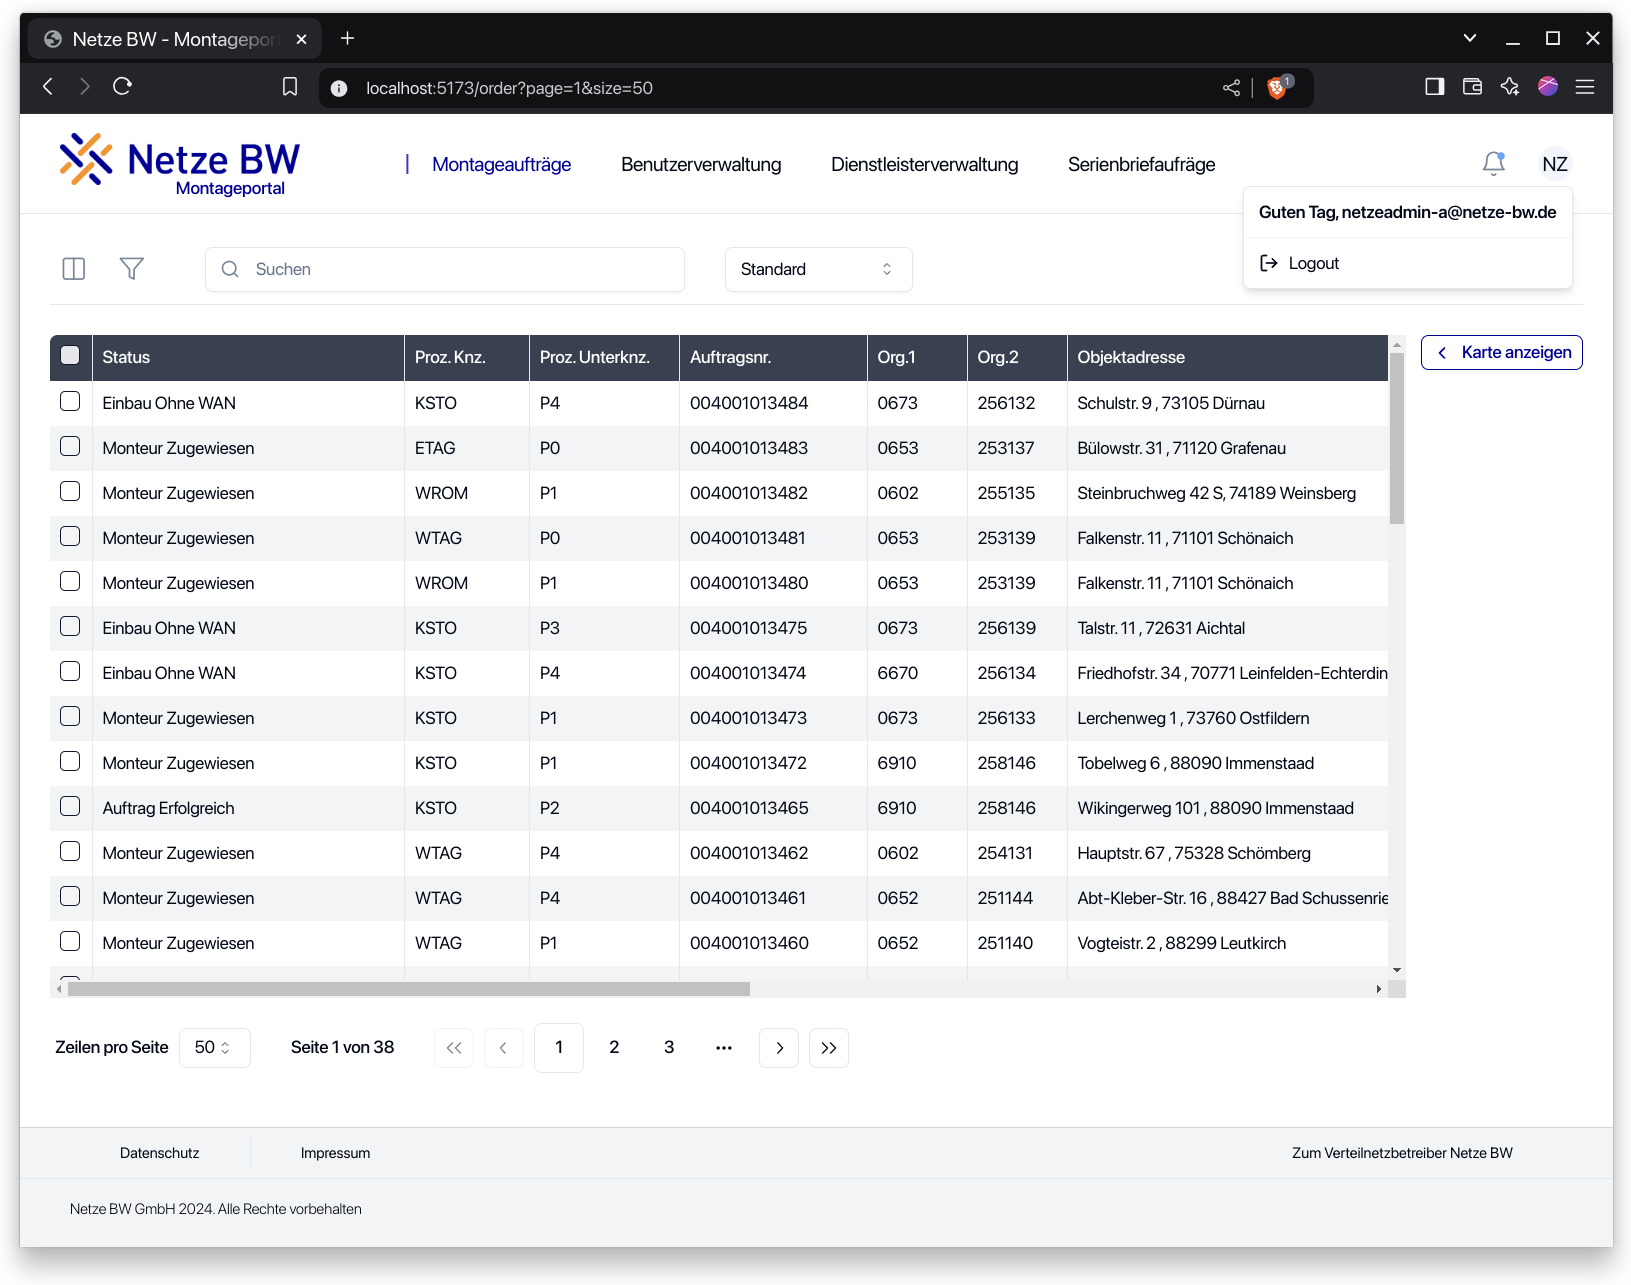 Netze BW - Montagepor
localhost:5173/order?page=1&size=50
1
Netze BW
Montageportal
Montageaufträge
Benutzerverwaltung
Dienstleisterverwaltung
Serienbriefaufräge
NZ
Guten Tag, netzeadmin-a@netze-bw.de
Logout
Suchen
Standard
Karte anzeigen
Status Proz. Knz. Proz. Unterknz. Auftragsnr. Org.1 Org.2 Objektadresse
Einbau Ohne WAN KSTO P4 004001013484 0673 256132 Schulstr. 9 , 73105 Dürnau
Monteur Zugewiesen ETAG P0 004001013483 0653 253137 Bülowstr. 31 , 71120 Grafenau
Monteur Zugewiesen WROM P1 004001013482 0602 255135 Steinbruchweg 42 S, 74189 Weinsberg
Monteur Zugewiesen WTAG P0 004001013481 0653 253139 Falkenstr. 11 , 71101 Schönaich
Monteur Zugewiesen WROM P1 004001013480 0653 253139 Falkenstr. 11 , 71101 Schönaich
Einbau Ohne WAN KSTO P3 004001013475 0673 256139 Talstr. 11 , 72631 Aichtal
Einbau Ohne WAN KSTO P4 004001013474 6670 256134 Friedhofstr. 34 , 70771 Leinfelden-Echterdin
Monteur Zugewiesen KSTO P1 004001013473 0673 256133 Lerchenweg 1 , 73760 Ostfildern
Monteur Zugewiesen KSTO P1 004001013472 6910 258146 Tobelweg 6 , 88090 Immenstaad
Auftrag Erfolgreich KSTO P2 004001013465 6910 258146 Wikingerweg 101 , 88090 Immenstaad
Monteur Zugewiesen WTAG P4 004001013462 0602 254131 Hauptstr. 67 , 75328 Schömberg
Monteur Zugewiesen WTAG P4 004001013461 0652 251144 Abt-Kleber-Str. 16 , 88427 Bad Schussenrie
Monteur Zugewiesen WTAG P1 004001013460 0652 251140 Vogteistr. 2 , 88299 Leutkirch
Zeilen pro Seite 50 Seite 1 von 38 1 2 3 ...
Datenschutz Impressum Zum Verteilnetzbetreiber Netze BW
Netze BW GmbH 2024. Alle Rechte vorbehalten